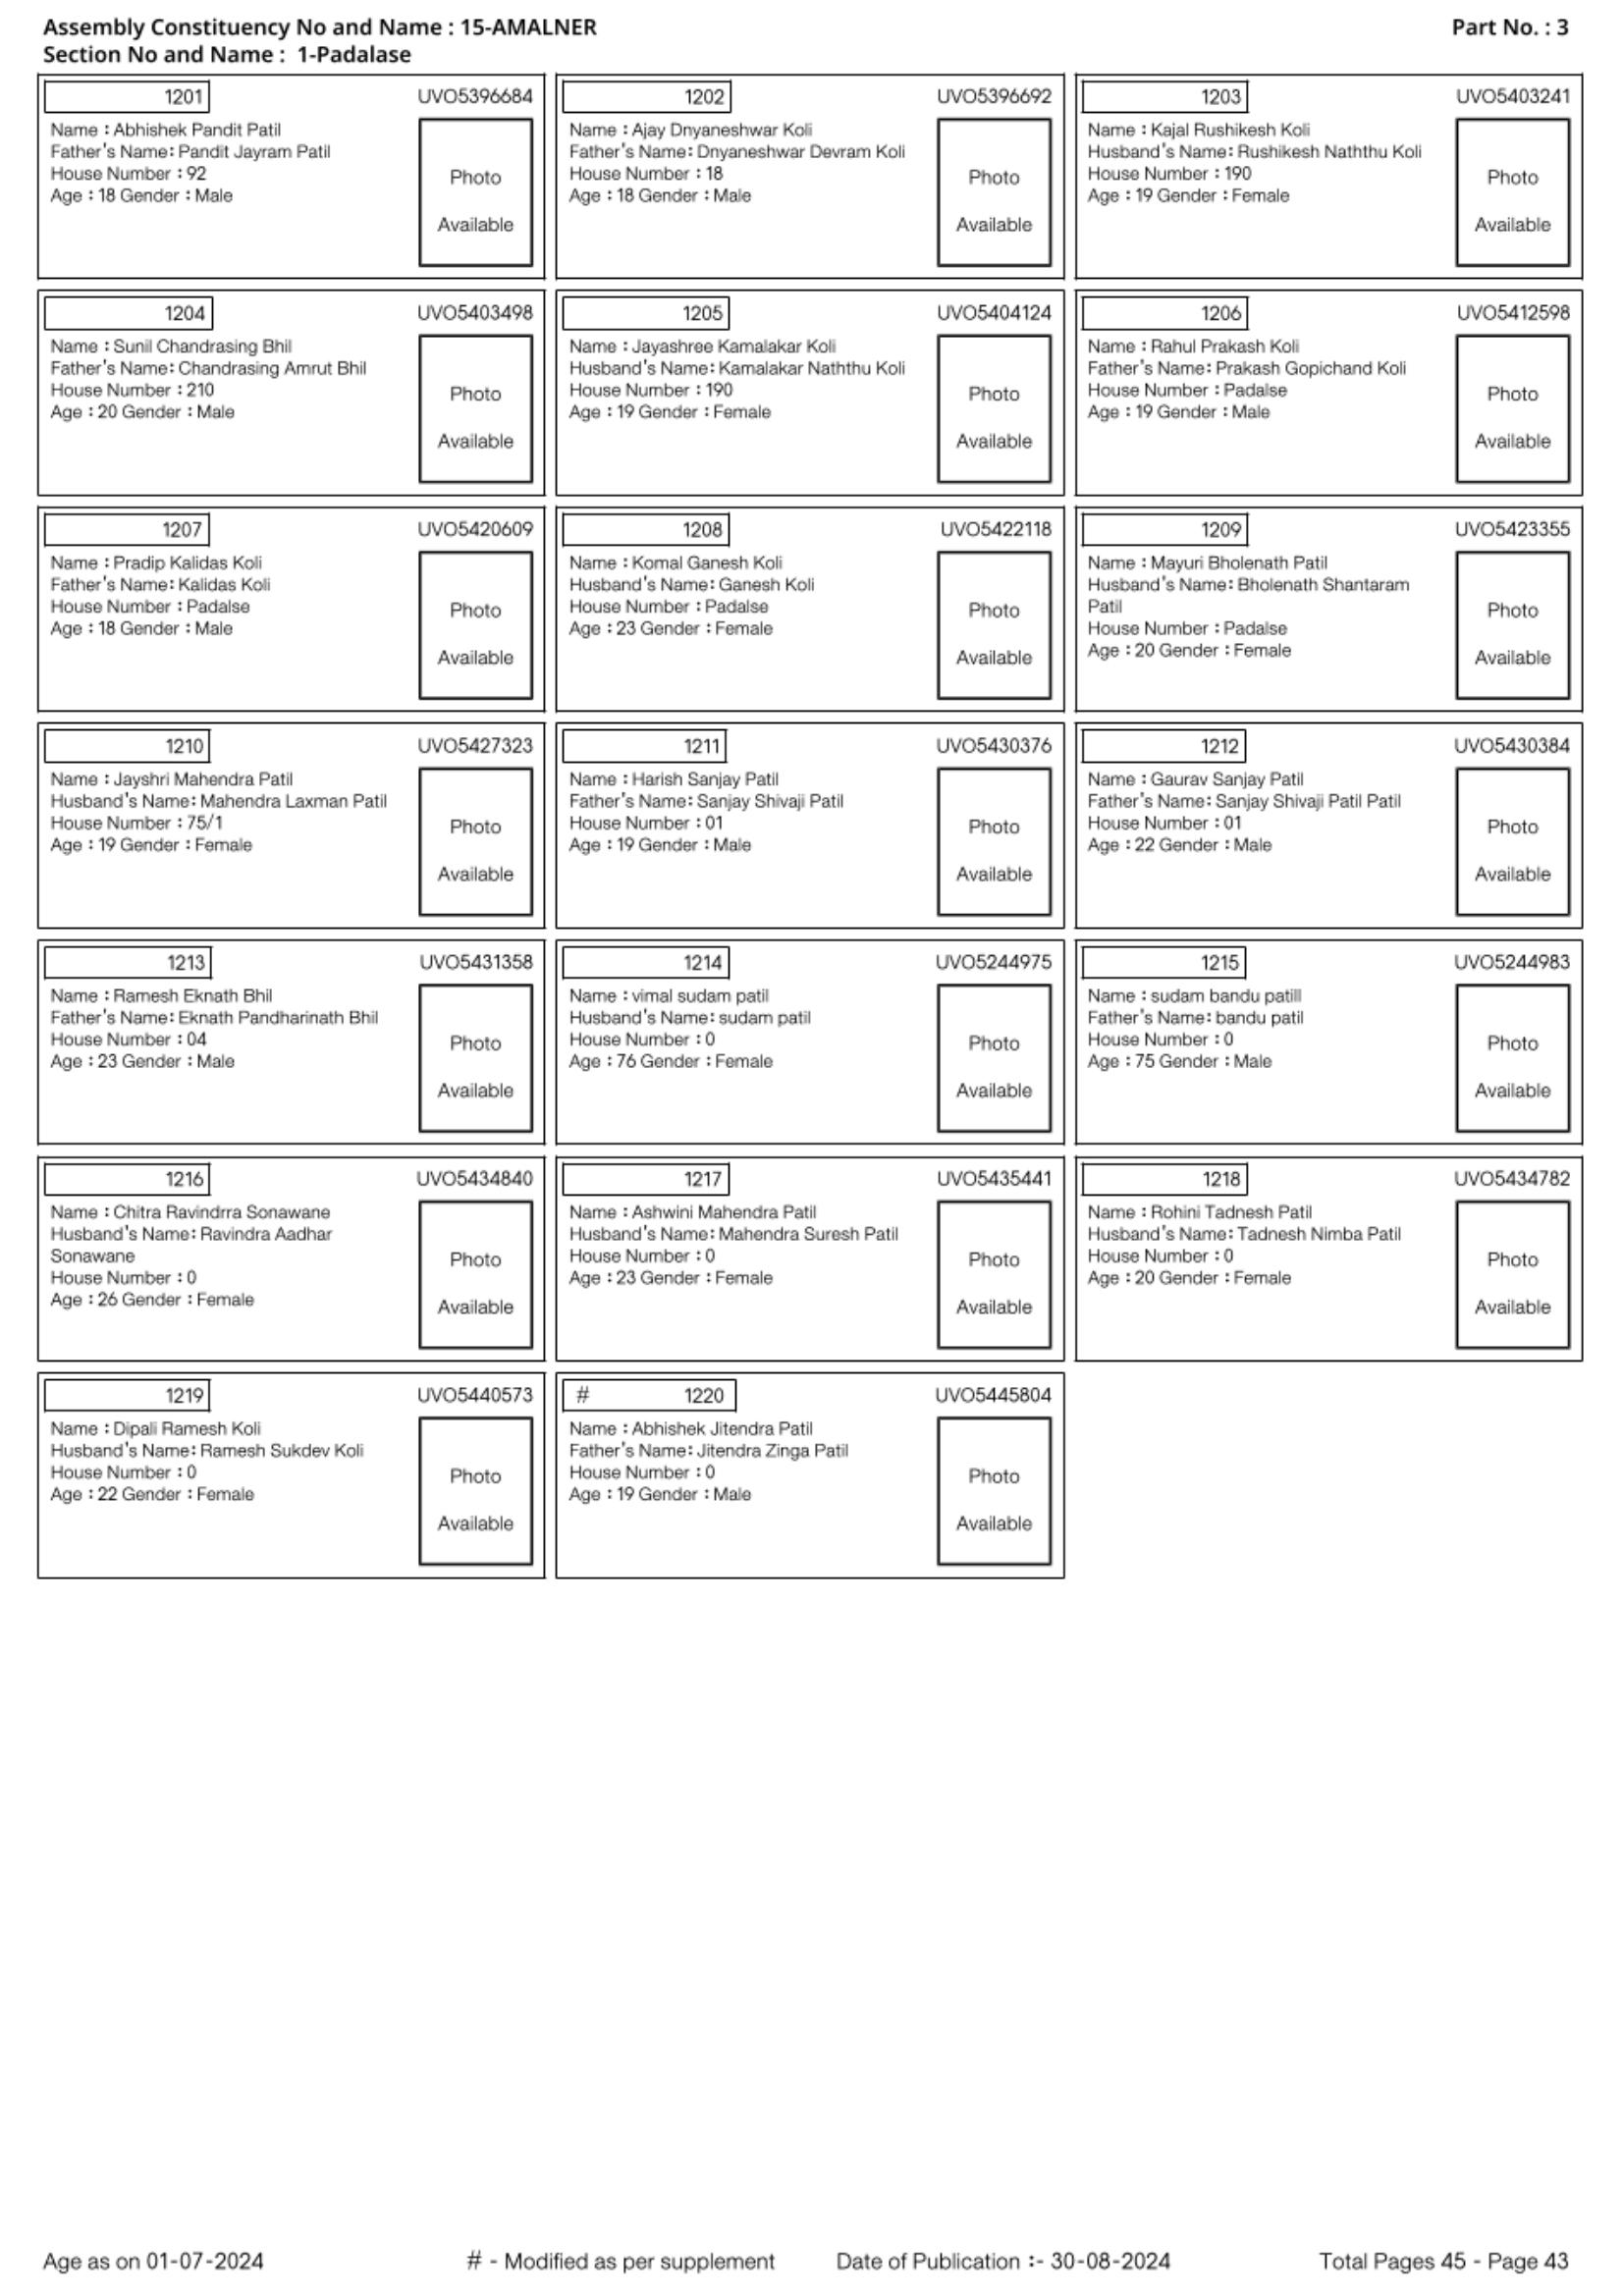 Assembly Constituency No and Name : 15-AMALNER
Part No. : 3
Section No and Name : 1-Padalase
1201
UVO5396684
Name : Abhishek Pandit Patil
Father's Name: Pandit Jayram Patil
House Number : 92
Age : 18 Gender : Male
Photo
Available
1202
UVO5396692
Name : Ajay Dnyaneshwar Koli
Father's Name: Dnyaneshwar Devram Koli
House Number : 18
Age : 18 Gender : Male
Photo
Available
1203
UVO5403241
Name : Kajal Rushikesh Koli
Husband's Name: Rushikesh Naththu Koli
House Number : 190
Age : 19 Gender : Female
Photo
Available
1204
UVO5403498
Name : Sunil Chandrasing Bhil
Father's Name: Chandrasing Amrut Bhil
House Number : 210
Age : 20 Gender : Male
Photo
Available
1205
UVO5404124
Name : Jayashree Kamalakar Koli
Husband's Name: Kamalakar Naththu Koli
House Number : 190
Age : 19 Gender : Female
Photo
Available
1206
UVO5412598
Name : Rahul Prakash Koli
Father's Name: Prakash Gopichand Koli
House Number : Padalse
Age : 19 Gender : Male
Photo
Available
1207
UVO5420609
Name : Pradip Kalidas Koli
Father's Name: Kalidas Koli
House Number : Padalse
Age : 18 Gender : Male
Photo
Available
1208
UVO5422118
Name : Komal Ganesh Koli
Husband's Name: Ganesh Koli
House Number : Padalse
Age : 23 Gender : Female
Photo
Available
1209
UVO5423355
Name : Mayuri Bholenath Patil
Husband's Name: Bholenath Shantaram
Patil
House Number : Padalse
Age : 20 Gender : Female
Photo
Available
1210
UVO5427323
Name : Jayshri Mahendra Patil
Husband's Name: Mahendra Laxman Patil
House Number : 75/1
Age : 19 Gender : Female
Photo
Available
1211
UVO5430376
Name : Harish Sanjay Patil
Father's Name: Sanjay Shivaji Patil
House Number : 01
Age : 19 Gender : Male
Photo
Available
1212
UVO5430384
Name : Gaurav Sanjay Patil
Father's Name: Sanjay Shivaji Patil Patil
House Number : 01
Age : 22 Gender : Male
Photo
Available
1213
UVO5431358
Name : Ramesh Eknath Bhil
Father's Name: Eknath Pandharinath Bhil
House Number : 04
Age : 23 Gender : Male
Photo
Available
1214
UVO5244975
Name : vimal sudam patil
Husband's Name: sudam patil
House Number : 0
Age : 76 Gender : Female
Photo
Available
1215
UVO5244983
Name : sudam bandu patill
Father's Name: bandu patil
House Number : 0
Age : 75 Gender : Male
Photo
Available
1216
UVO5434840
Name : Chitra Ravindrra Sonawane
Husband's Name: Ravindra Aadhar
Sonawane
House Number : 0
Age : 26 Gender : Female
Photo
Available
1217
UVO5435441
Name : Ashwini Mahendra Patil
Husband's Name: Mahendra Suresh Patil
House Number : 0
Age : 23 Gender : Female
Photo
Available
1218
UVO5434782
Name : Rohini Tadnesh Patil
Husband's Name: Tadnesh Nimba Patil
House Number : 0
Age : 20 Gender : Female
Photo
Available
1219
UVO5440573
Name : Dipali Ramesh Koli
Husband's Name: Ramesh Sukdev Koli
House Number : 0
Age : 22 Gender : Female
Photo
Available
# 1220
UVO5445804
Name : Abhishek Jitendra Patil
Father's Name: Jitendra Zinga Patil
House Number : 0
Age : 19 Gender : Male
Photo
Available
Age as on 01-07-2024
# - Modified as per supplement
Date of Publication :- 30-08-2024
Total Pages 45 - Page 43